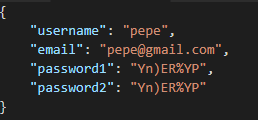 {
"username": "pepe",
"email": "pepe@gmail.com",
"password1": "Yn)ER%YP",
"password2": "Yn)ER%YP"
}